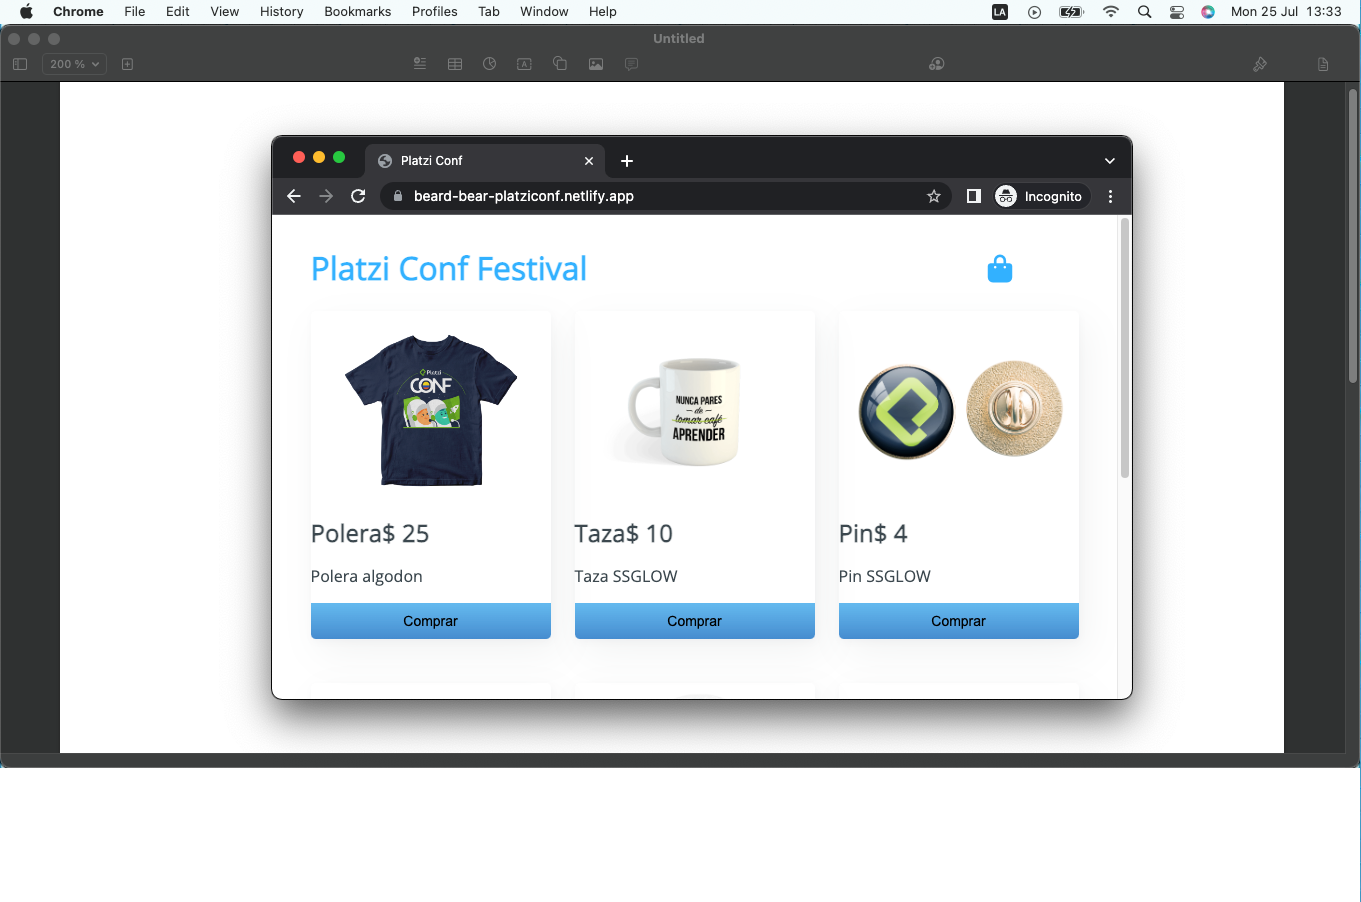 Chrome File Edit View History Bookmarks Profiles Tab Window Help LA Mon 25 Jul 13:33
Untitled
200 %
Platzi Conf
beard-bear-platziconf.netlify.app Incognito
Platzi Conf Festival
Platzi
CONF
NUNCA PARES
de
tomar café
APRENDER
Polera$ 25
Taza$ 10
Pin$ 4
Polera algodon
Taza SSGLOW
Pin SSGLOW
Comprar
Comprar
Comprar